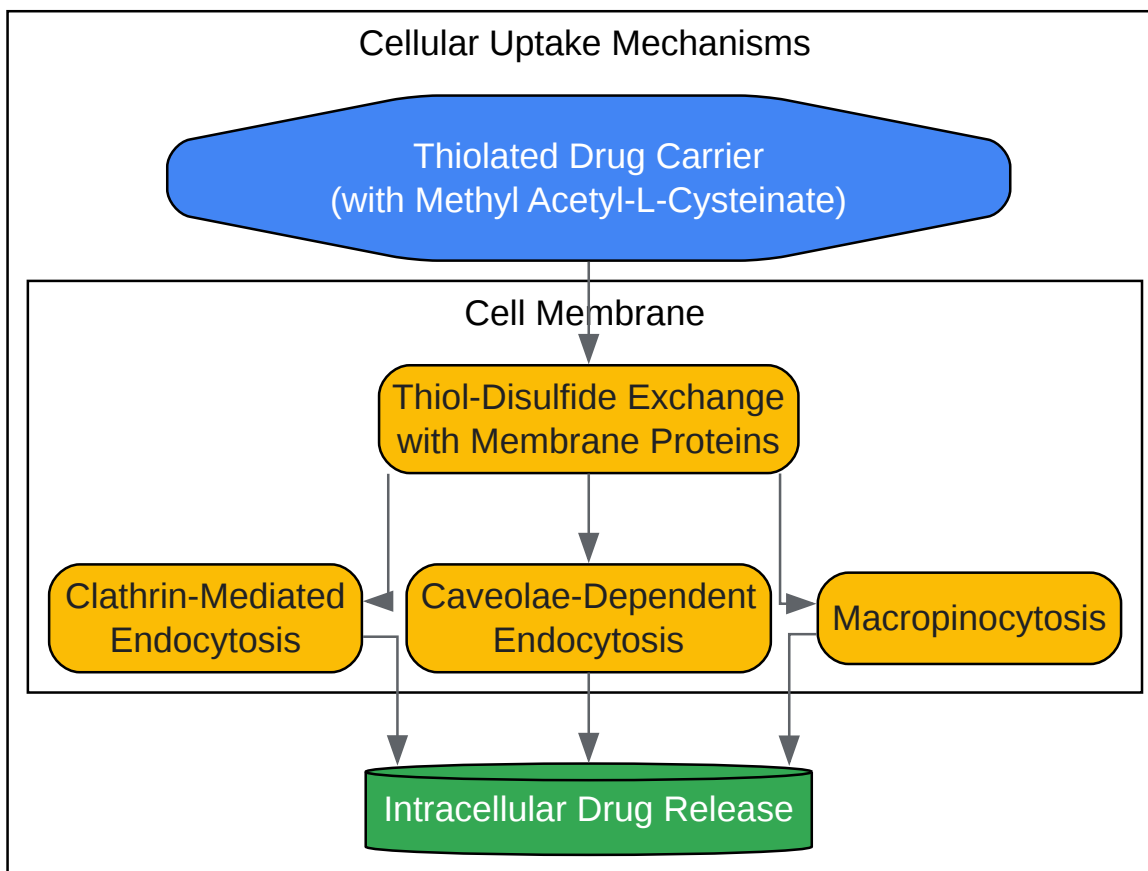 Cellular Uptake Mechanisms
Thiolated Drug Carrier
(with Methyl Acetyl-L-Cysteinate)
Cell Membrane
Thiol-Disulfide Exchange
with Membrane Proteins
Clathrin-Mediated
Endocytosis
Caveolae-Dependent
Endocytosis
Macropinocytosis
Intracellular Drug Release